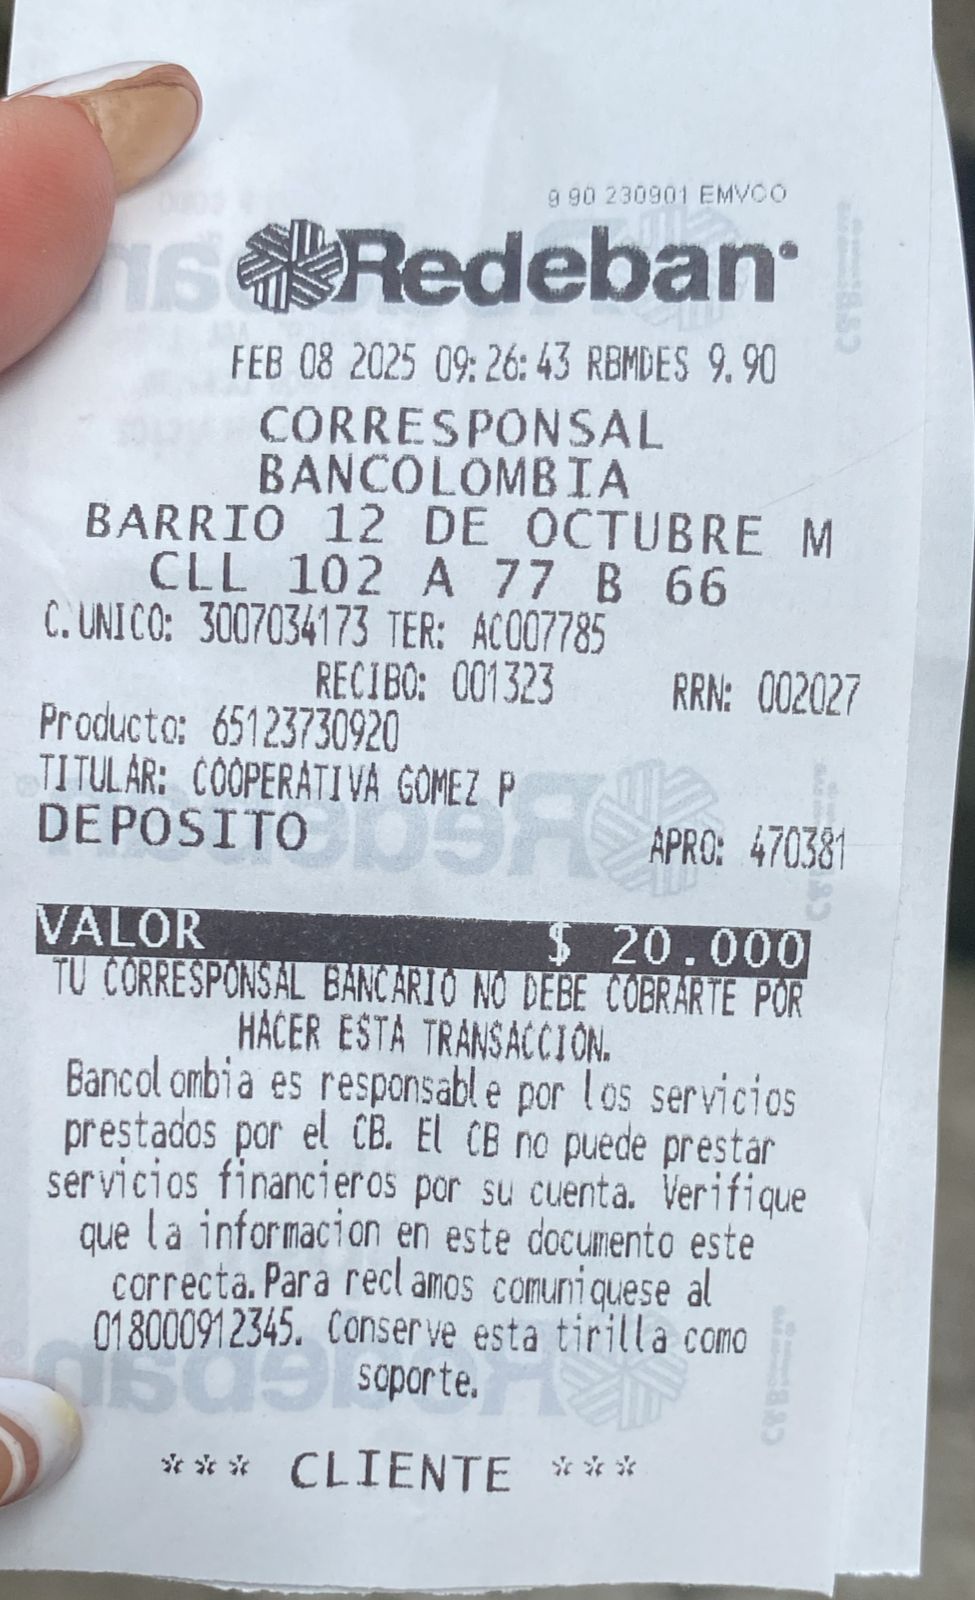 9 90 230901 EMVCO
Redeban
FEB 08 2025 09:26:43 RBMDES 9.90
CORRESPONSAL
BANCOLOMBIA
BARRIO 12 DE OCTUBRE M
CLL 102 A 77 B 66
C.UNICO: 3007034173 TER: AC007785
RECIBO: 001323 RRN: 002027
Producto: 65123730920
TITULAR: COOPERATIVA GOMEZ P
DEPOSITO APRO: 470381
VALOR $ 20.000
TU CORRESPONSAL BANCARIO NO DEBE COBRARTE POR
HACER ESTA TRANSACCION.
Bancolombia es responsable por los servicios
prestados por el CB. El CB no puede prestar
servicios financieros por su cuenta. Verifique
que la informacion en este documento este
correcta.Para reclamos comuniquese al
018000912345. Conserve esta tirilla como
soporte.
*** CLIENTE ***